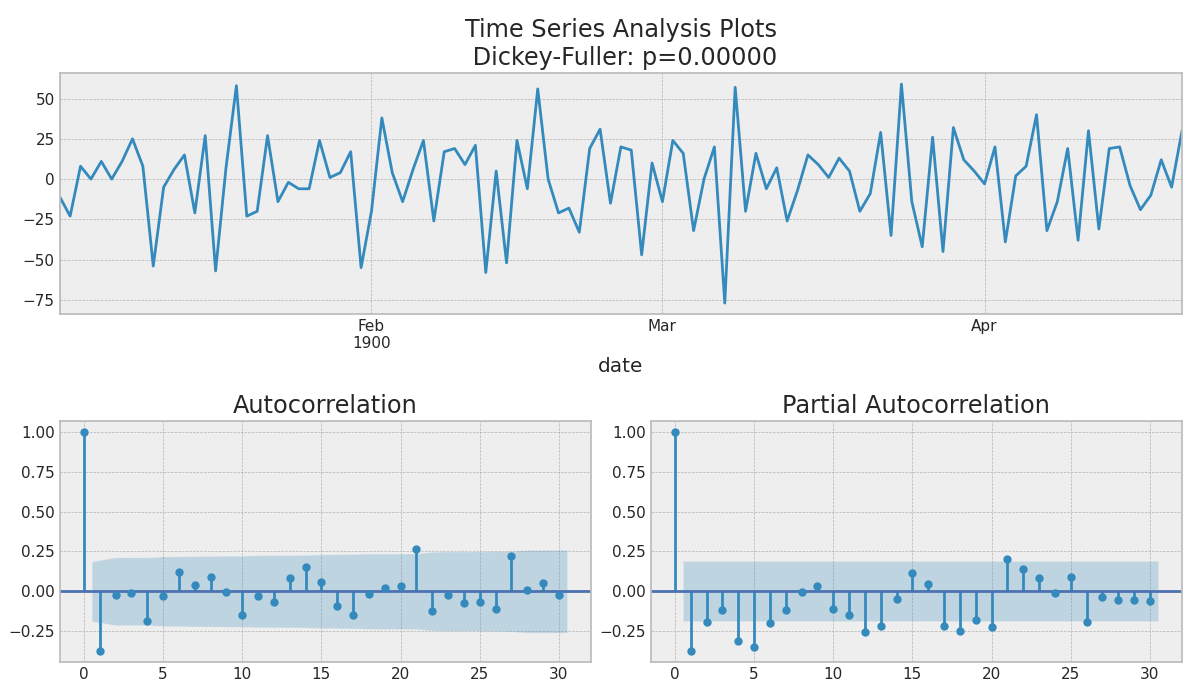 Time Series Analysis Plots
Dickey-Fuller: p=0.00000
50
25
0
−25
−50
−75
Feb
1900
Mar
Apr
date
Autocorrelation
1.00
0.75
0.50
0.25
0.00
−0.25
0 5 10 15 20 25 30
Partial Autocorrelation
1.00
0.75
0.50
0.25
0.00
−0.25
0 5 10 15 20 25 30